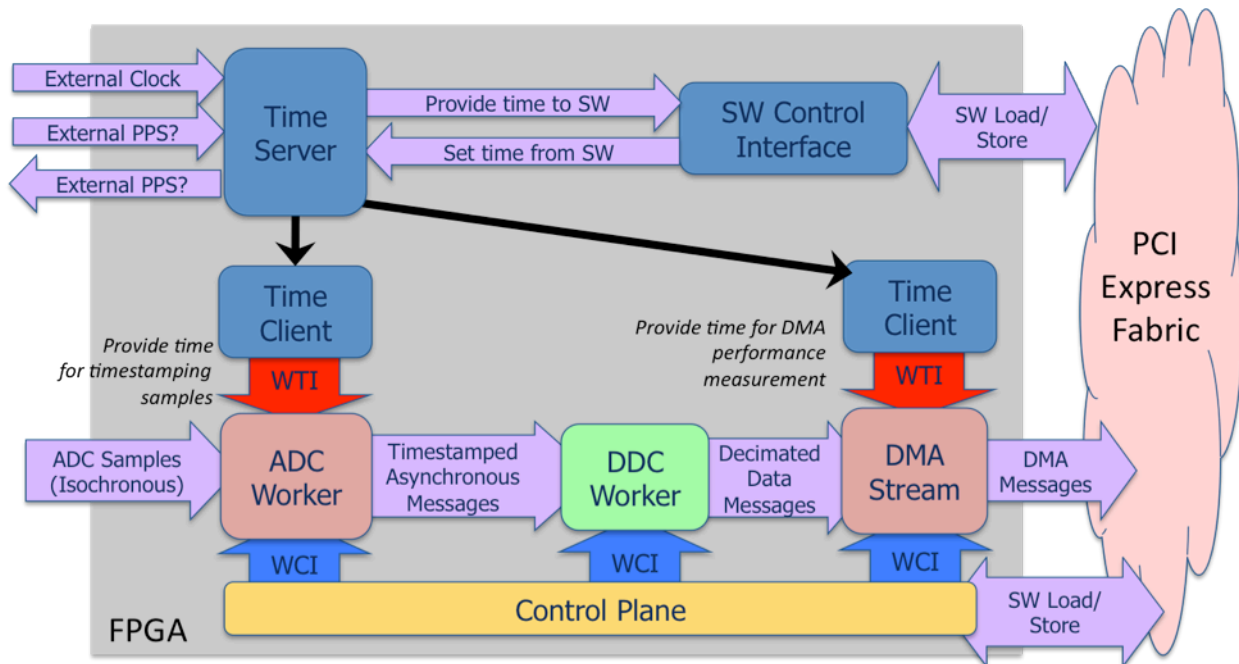 External Clock
External PPS?
External PPS?
Time
Server
Provide time to SW
Set time from SW
SW Control
Interface
SW Load/
Store
PCI
Express
Fabric
Time
Client
Time
Client
Provide time
for timestamping
samples
Provide time for DMA
performance
measurement
WTI
WTI
ADC Samples
(Isochronous)
ADC
Worker
Timestamped
Asynchronous
Messages
DDC
Worker
Decimated
Data
Messages
DMA
Stream
DMA
Messages
WCI
WCI
WCI
Control Plane
SW Load/
Store
FPGA